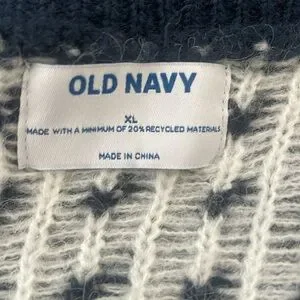 OLD NAVY
XL
MADE WITH A MINIMUM OF 20% RECYCLED MATERIALS
MADE IN CHINA